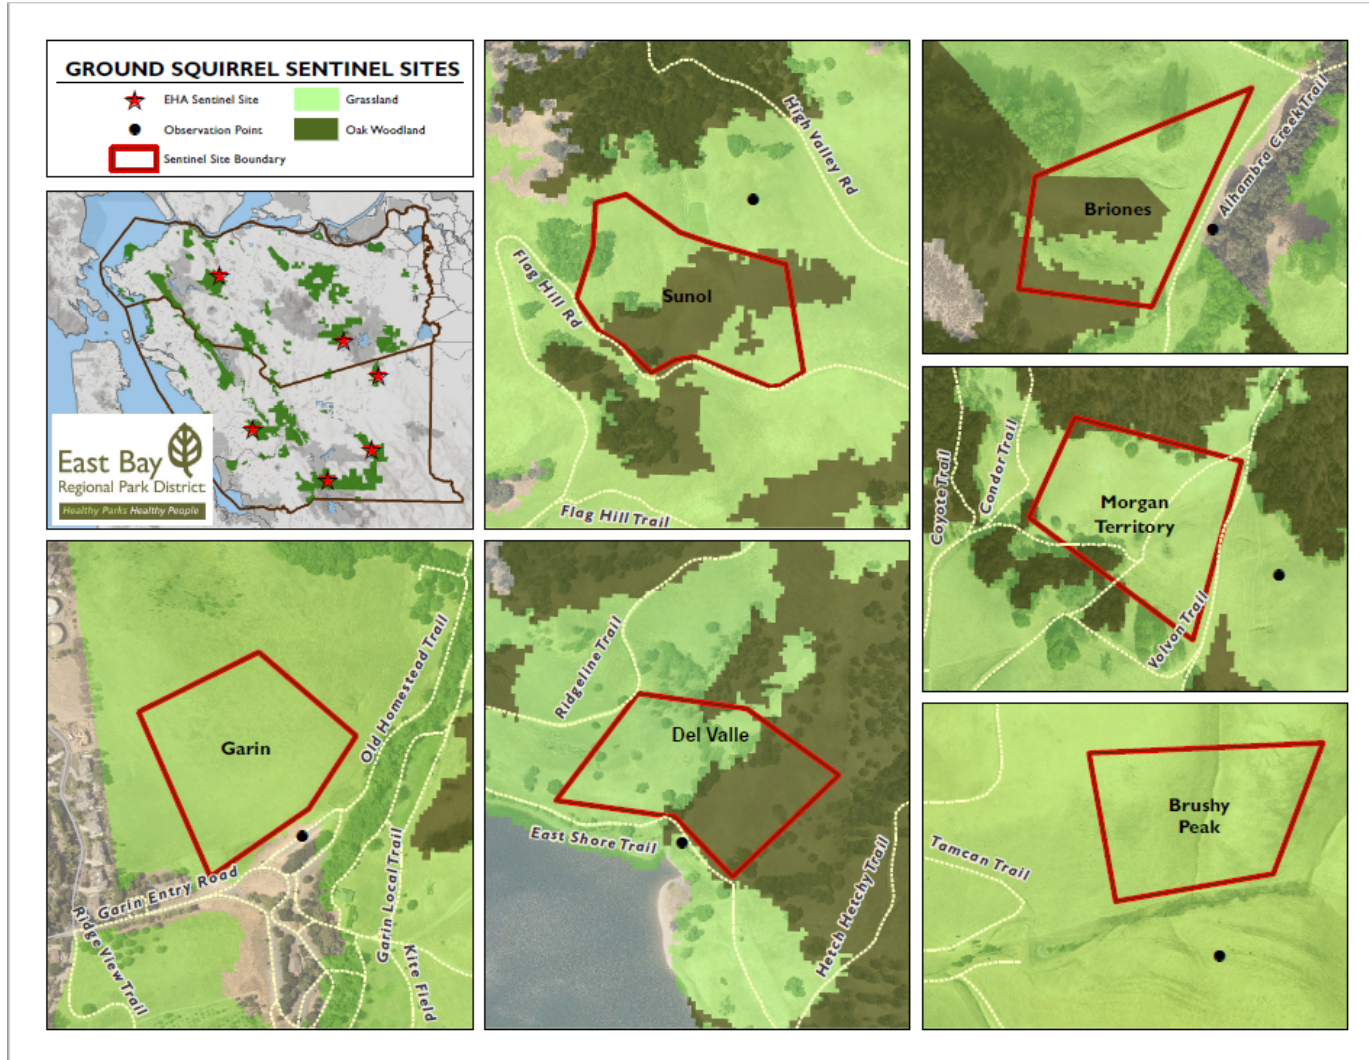 GROUND SQUIRREL SENTINEL SITES
EHA Sentinel Site
Grassland
Observation Point
Oak Woodland
Sentinel Site Boundary
East Bay
Regional Park District
Healthy Parks Healthy People
High Valley Rd
Flag Hill Rd
Sunol
Flag Hill Trail
Briones
Alhambra Creek Trail
Coyote Trail
Condor Trail
Morgan
Territory
Volvon Trail
Garin
Old Homestead Trail
Garin Entry Road
Ridge View Trail
Garin Local Trail
Kite Field
Ridgeline Trail
Del Valle
East Shore Trail
Hetch Hetchy Trail
Brushy
Peak
Tamcan Trail